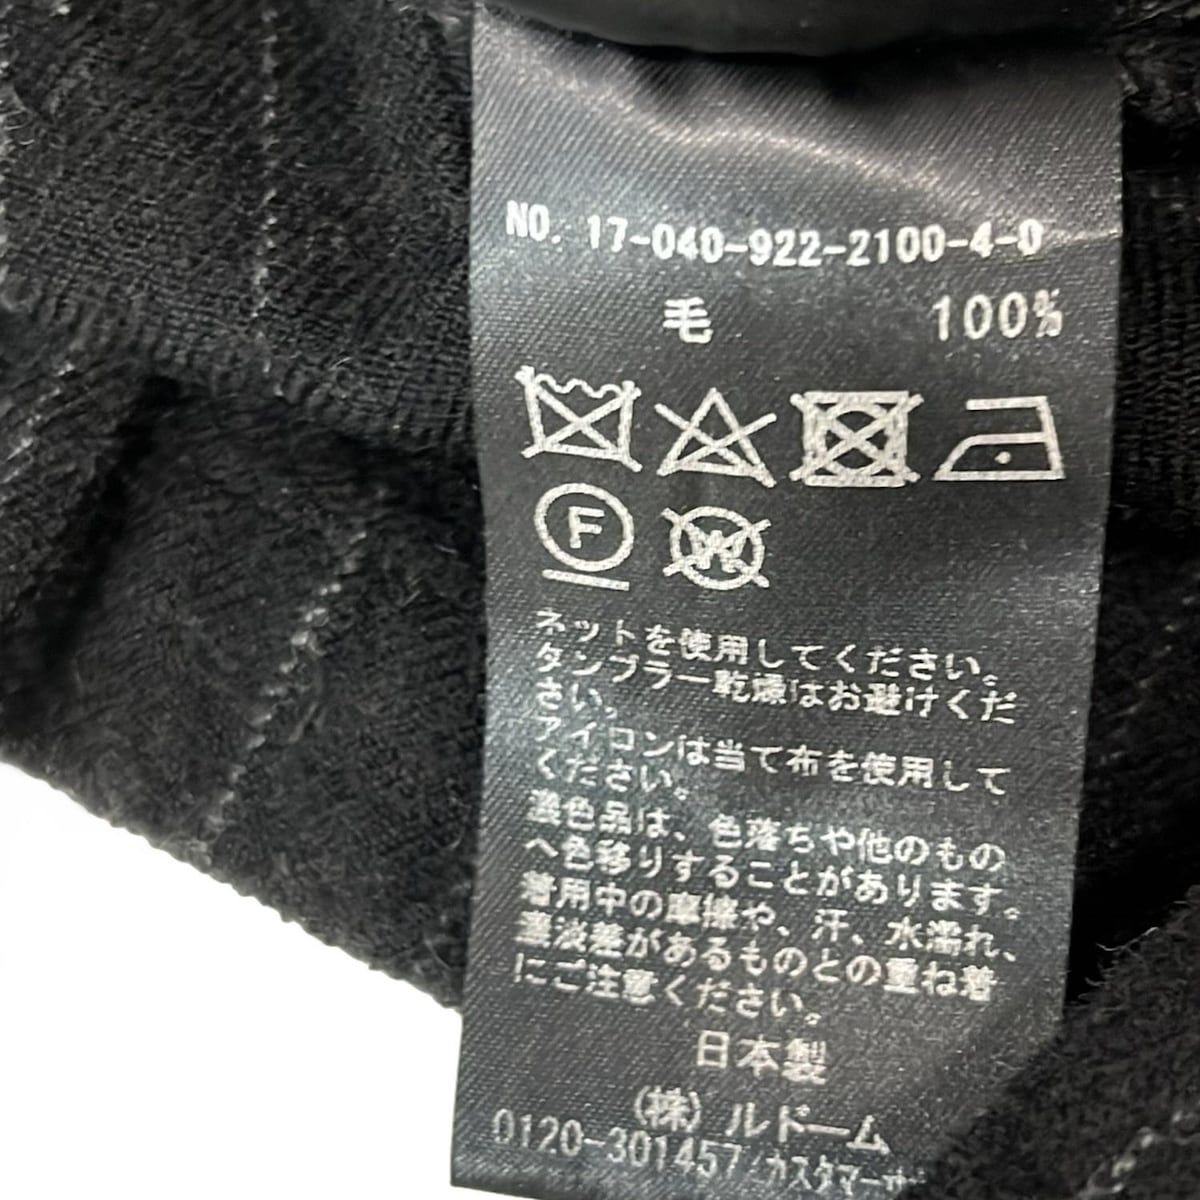 NO. 17-040-922-2100-4-0
毛 100%
F
W
ネットを使用してください。
タンブラー乾燥はお避けくだ
さい。
アイロンは当て布を使用して
ください。
濃色品は、色落ちや他のもの
へ色移りすることがあります。
着用中の摩擦や、汗、水濡れ、
濃淡差があるものとの重ね着
にご注意ください。
日本製
(株)ルドーム
0120-301457/カスタマー